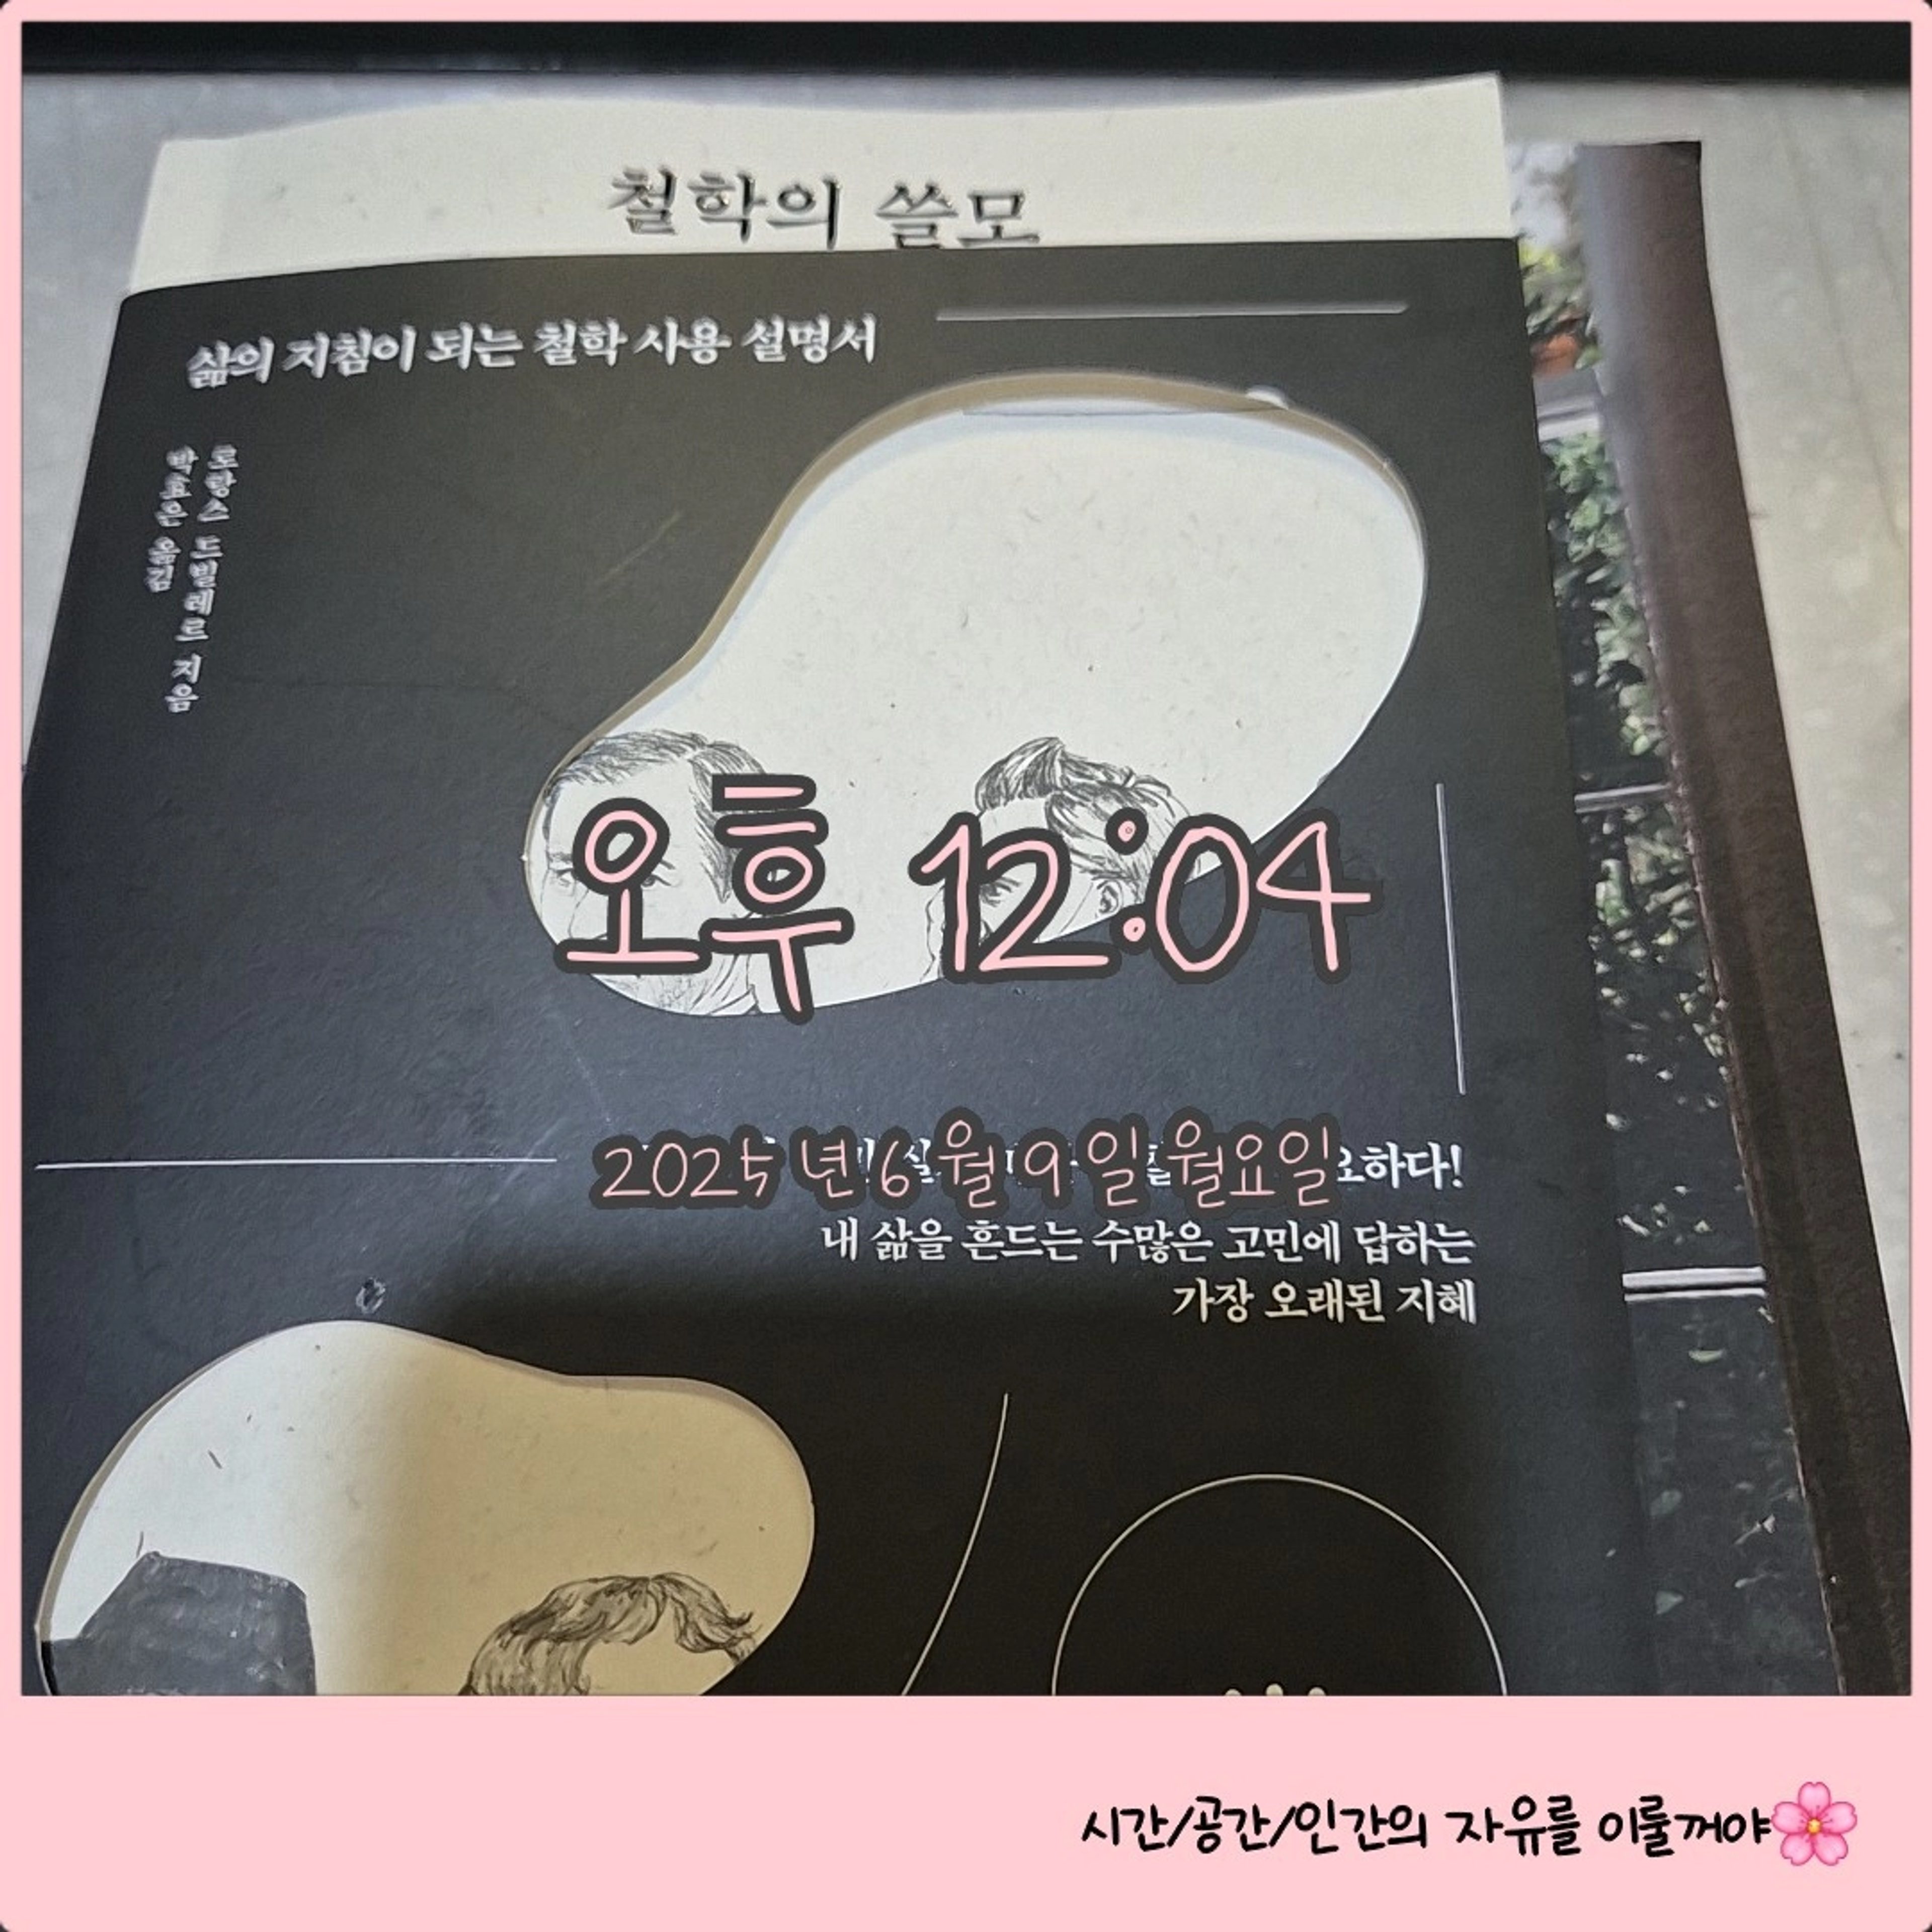 철학의 쓸모
삶의 지침이 되는 철학 사용 설명서
로랑스 드빌레르 지음
박효은 옮김
오후 12:04
2025년 6월 9일 월요일
요하다!
내 삶을 흔드는 수많은 고민에 답하는
가장 오래된 지혜
시간/공간/인간의 자유를 이룰꺼야🌸